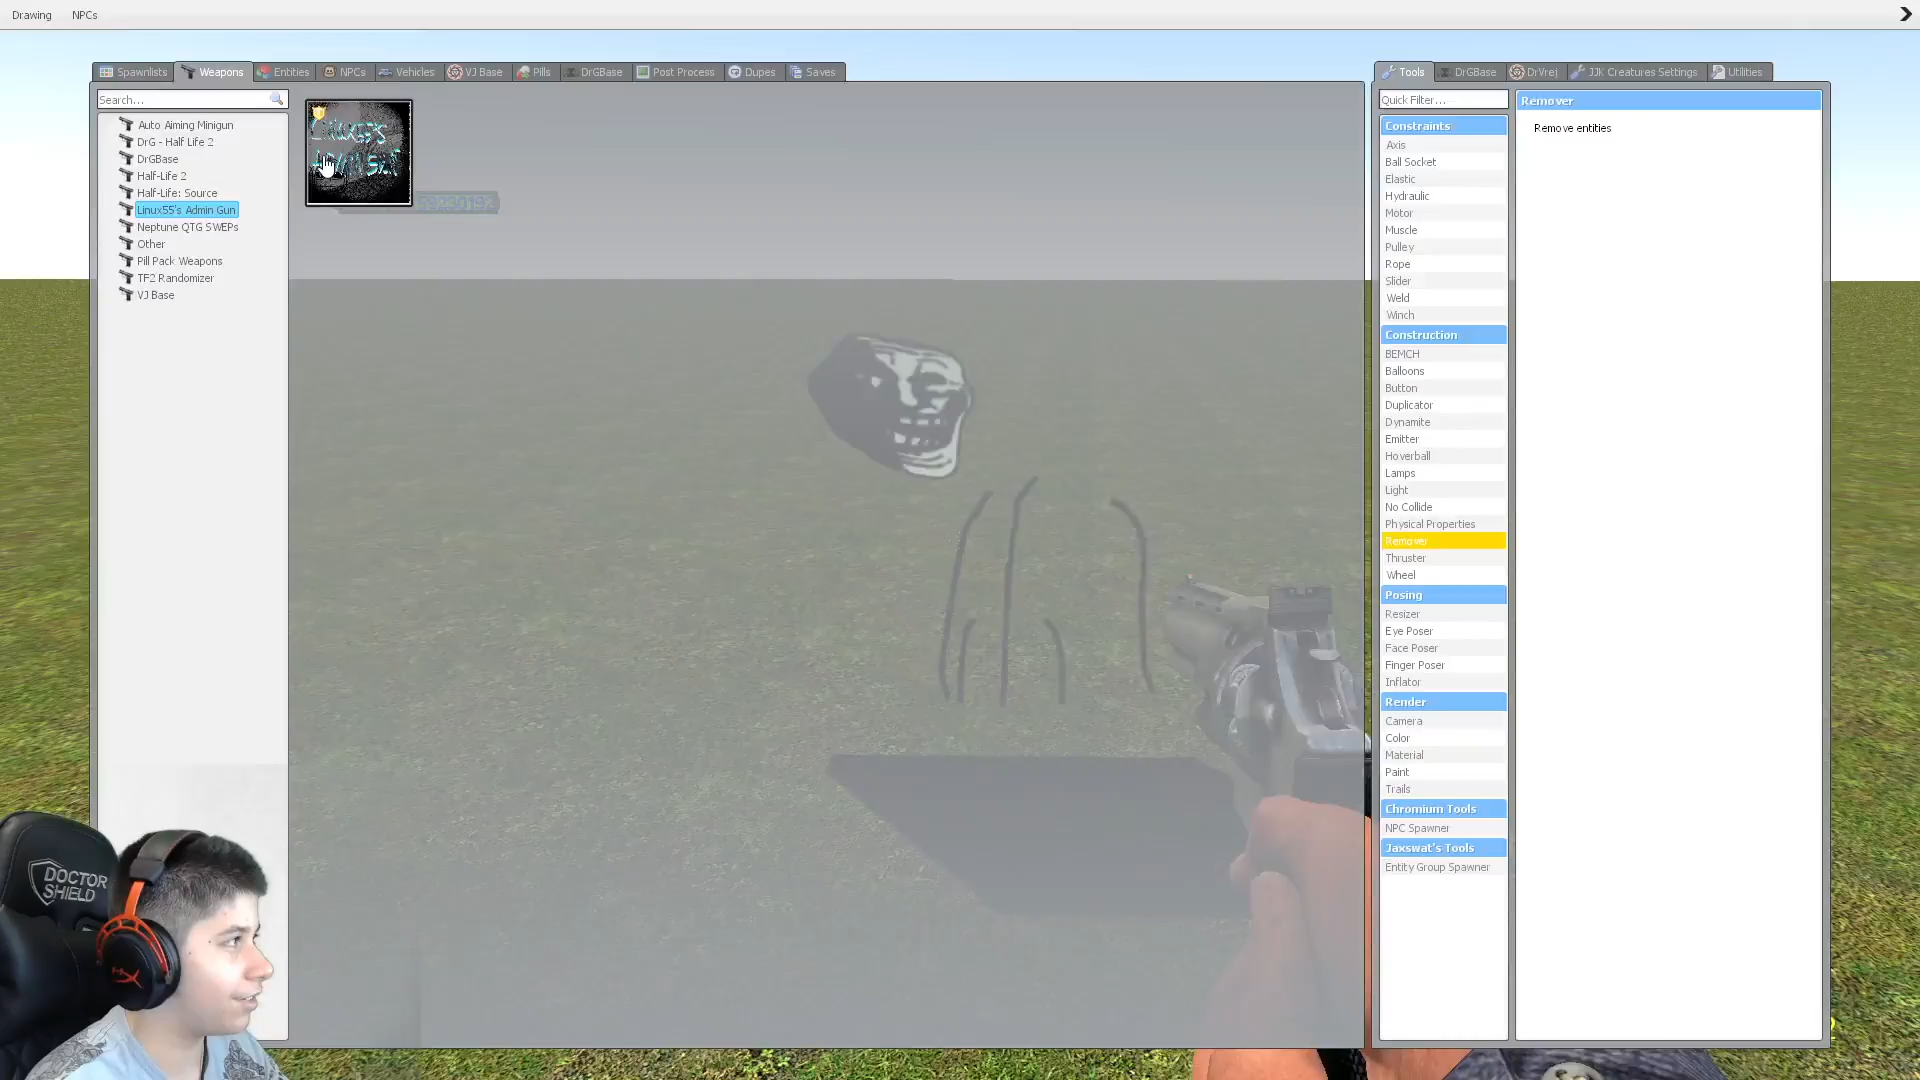 Drawing NPCs
Spawnlists Weapons Entities NPCs Vehicles VJ Base Pills DrGBase Post Process Dupes Saves
Search...
Auto Aiming Minigun
DrG - Half Life 2
DrGBase
Half-Life 2
Half-Life: Source
Linux55's Admin Gun
Neptune QTG SWEPs
Other
Pill Pack Weapons
TF2 Randomizer
VJ Base
LINUX55'S
ADMIN GUN
Tools DrGBase DrVrej JJK Creatures Settings Utilities
Quick Filter...
Constraints
Axis
Ball Socket
Elastic
Hydraulic
Motor
Muscle
Pulley
Rope
Slider
Weld
Winch
Construction
BEMCH
Balloons
Button
Duplicator
Dynamite
Emitter
Hoverball
Lamps
Light
No Collide
Physical Properties
Remover
Thruster
Wheel
Posing
Resizer
Eye Poser
Face Poser
Finger Poser
Inflator
Render
Camera
Color
Material
Paint
Trails
Chromium Tools
NPC Spawner
Jaxswat's Tools
Entity Group Spawner
Remover
Remove entities
DOCTOR
SHIELD